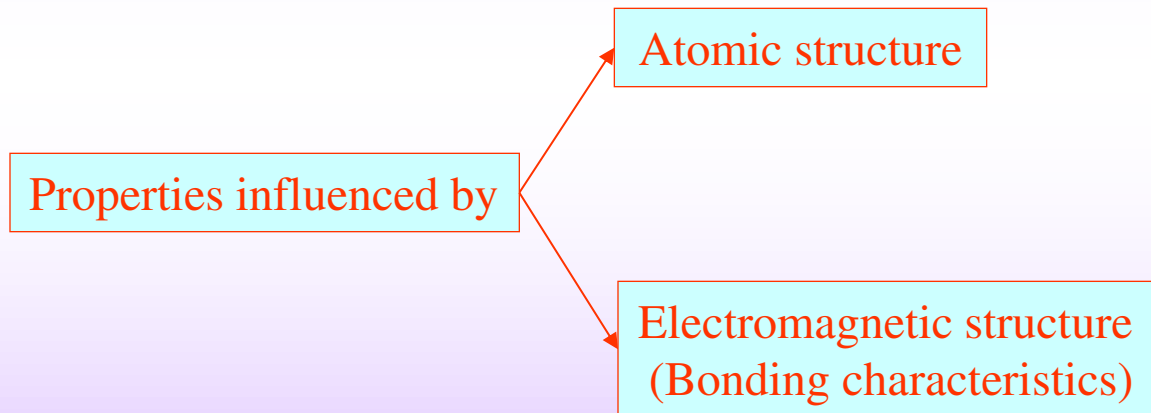 Atomic structure
Properties influenced by
Electromagnetic structure
(Bonding characteristics)